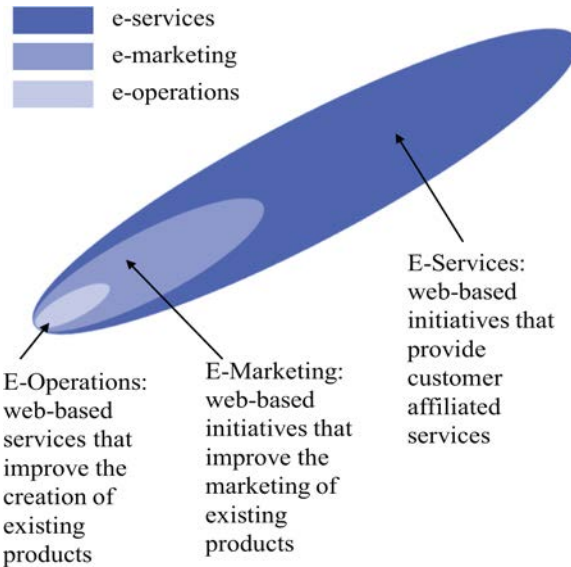 e-services
e-marketing
e-operations
E-Services:
web-based
initiatives that
provide
customer
affiliated
services
E-Marketing:
web-based
initiatives that
improve the
marketing of
existing
products
E-Operations:
web-based
services that
improve the
creation of
existing
products